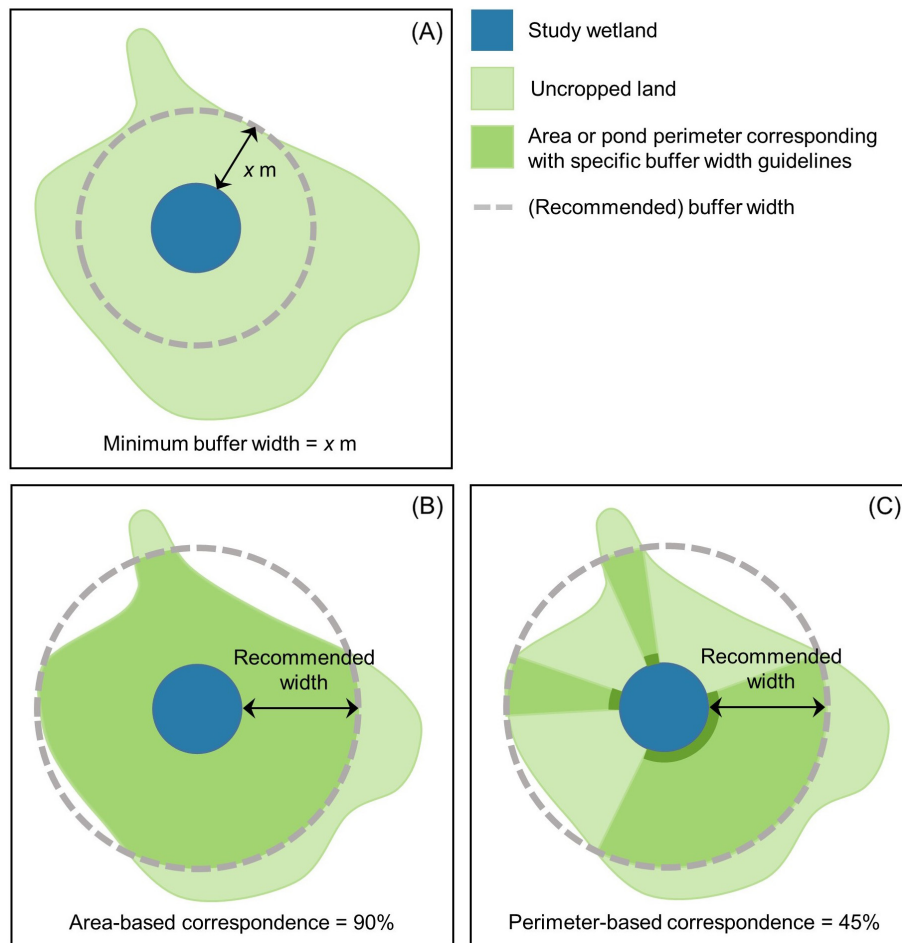 (A)
x m
Minimum buffer width = x m
Study wetland
Uncropped land
Area or pond perimeter corresponding
with specific buffer width guidelines
(Recommended) buffer width
(B)
Recommended
width
Area-based correspondence = 90%
(C)
Recommended
width
Perimeter-based correspondence = 45%